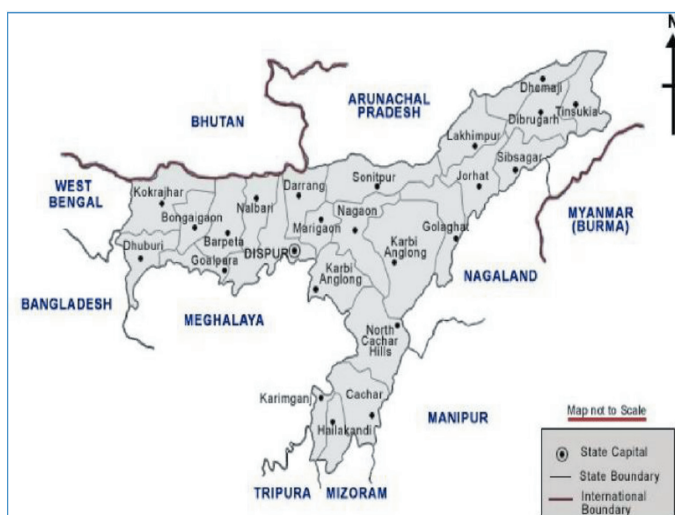 N
BHUTAN
ARUNACHAL
PRADESH
Dhemaji
Dibrugarh
Tinsukia
Lakhimpur
Sibsagar
WEST
BENGAL
Kokrajhar
Bongaigaon
Nalbari
Darrang
Sonitpur
Jorhat
MYANMAR
(BURMA)
Dhuburi
Barpeta
Marigaon
Nagaon
Golaghat
Goalpara
DISPUR
Karbi
Anglong
Karbi
Anglong
NAGALAND
BANGLADESH
MEGHALAYA
North
Cachar
Hills
Karimganj
Cachar
Hailakandi
MANIPUR
TRIPURA
MIZORAM
Map not to Scale
State Capital
State Boundary
International
Boundary